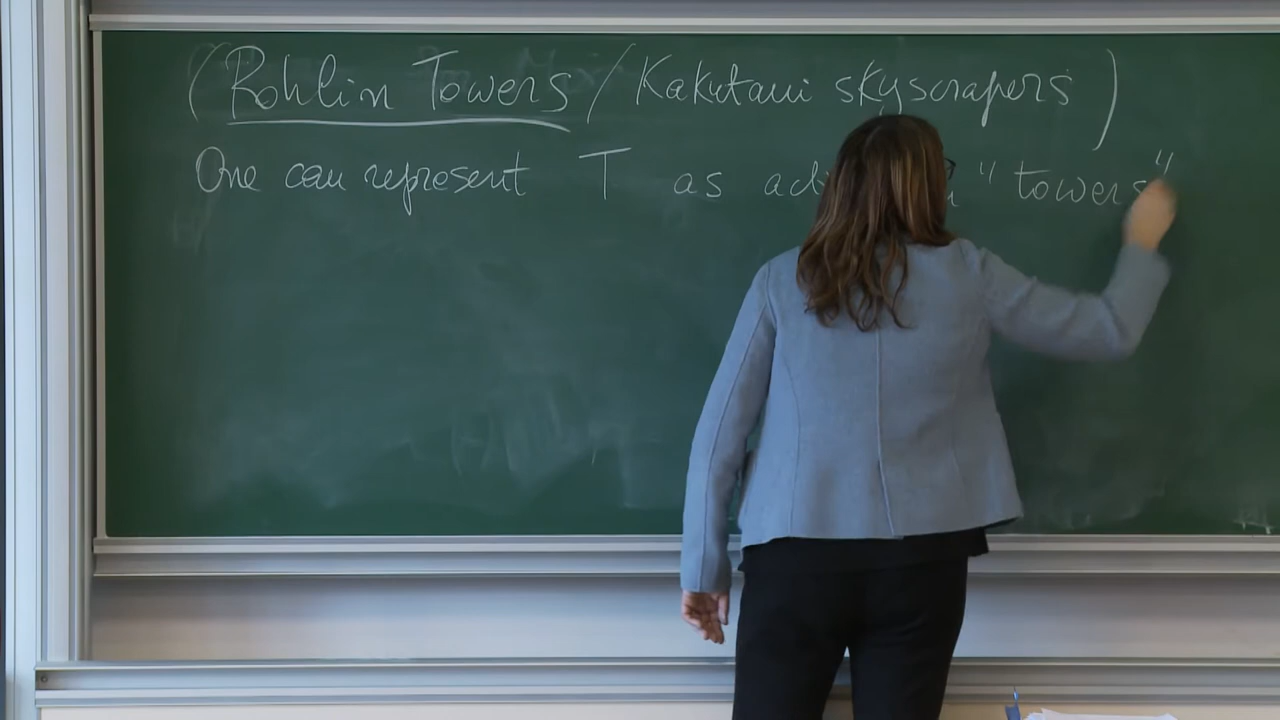 (Rohlin Towers / Kakutani skyscrapers)
One can represent T as "towers"